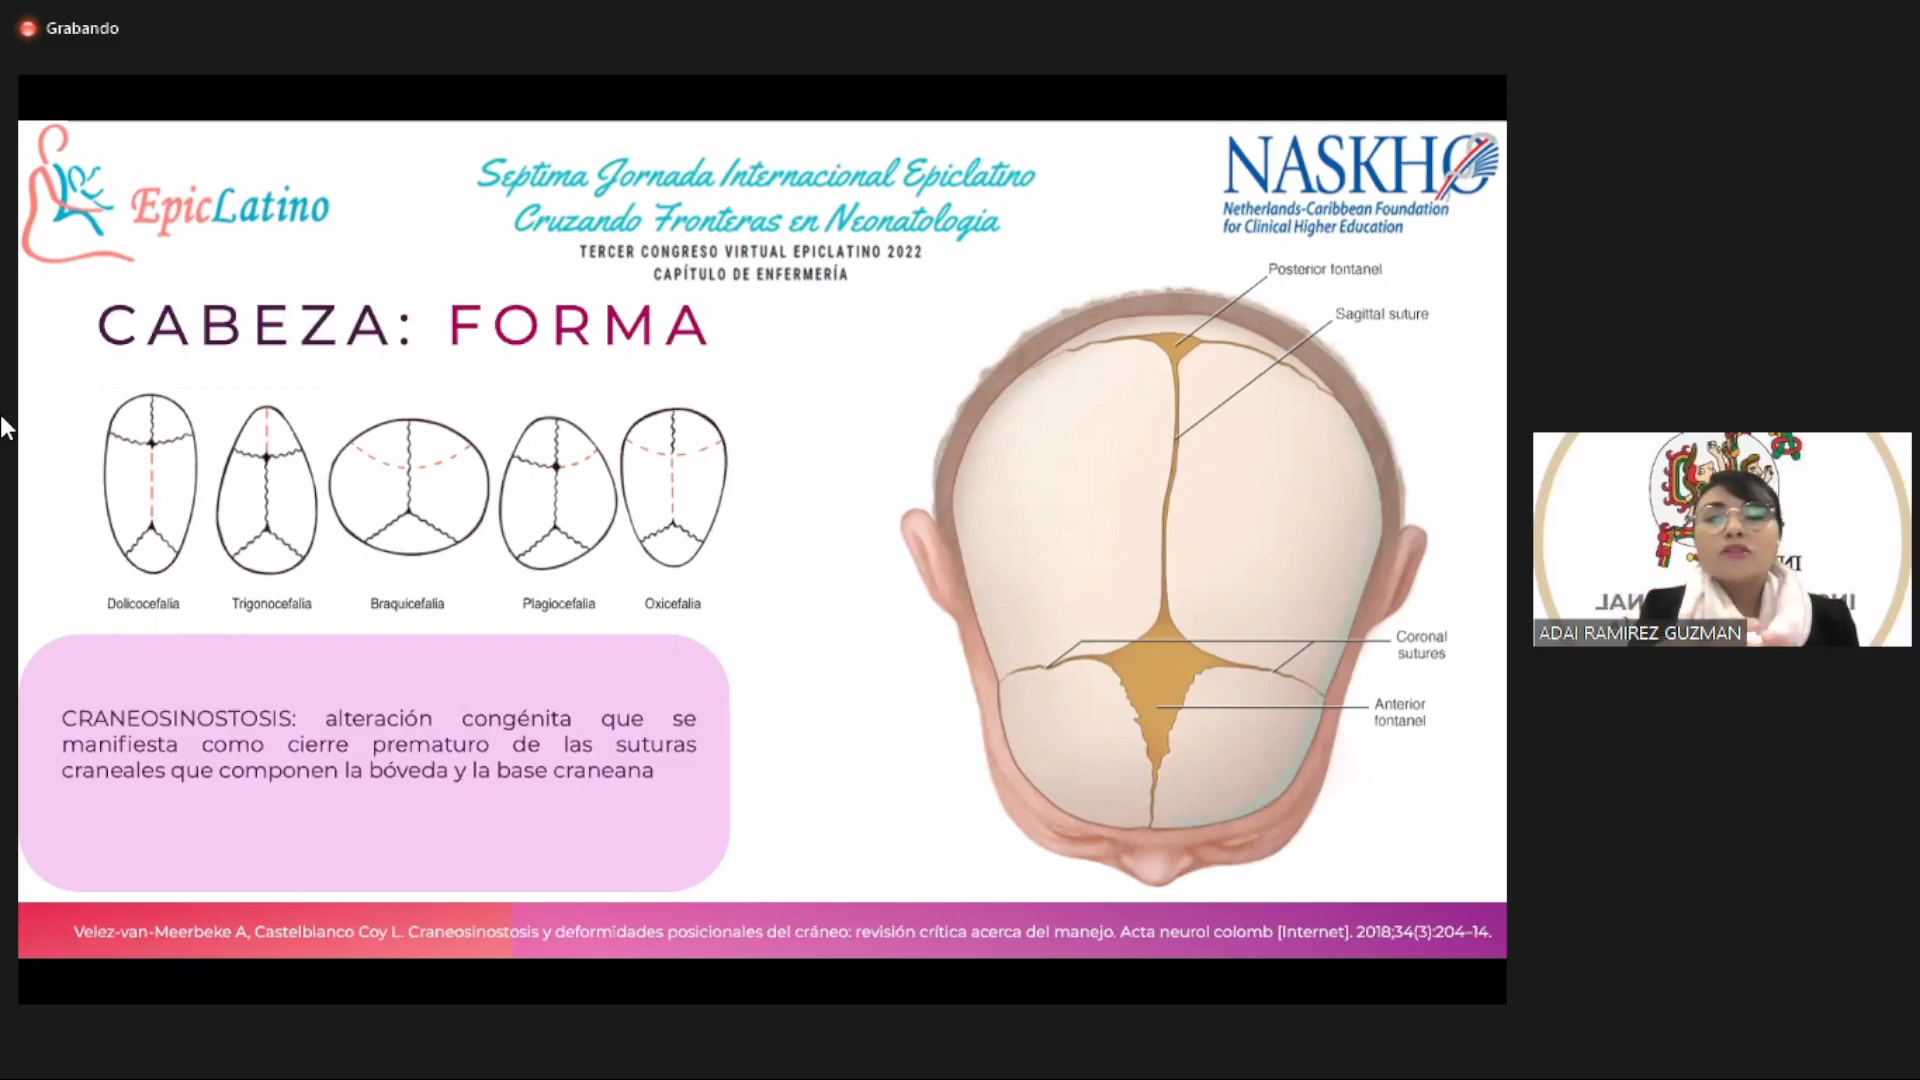 Grabando
EpicLatino
Septima Jornada Internacional Epiclatino
Cruzando Fronteras en Neonatologia
TERCER CONGRESO VIRTUAL EPICLATINO 2022
CAPÍTULO DE ENFERMERÍA
NASKHO
Netherlands-Caribbean Foundation
for Clinical Higher Education
CABEZA: FORMA
Dolicocefalia
Trigonocefalia
Braquicefalia
Plagiocefalia
Oxicefalia
CRANEOSINOSTOSIS: alteración congénita que se
manifiesta como cierre prematuro de las suturas
craneales que componen la bóveda y la base craneana
Posterior fontanel
Sagittal suture
Coronal
sutures
Anterior
fontanel
Velez-van-Meerbeke A, Castelblanco Coy L. Craneosinostosis y deformidades posicionales del cráneo: revisión crítica acerca del manejo. Acta neurol colomb [Internet]. 2018;34(3):204–14.
ADAI RAMIREZ GUZMAN